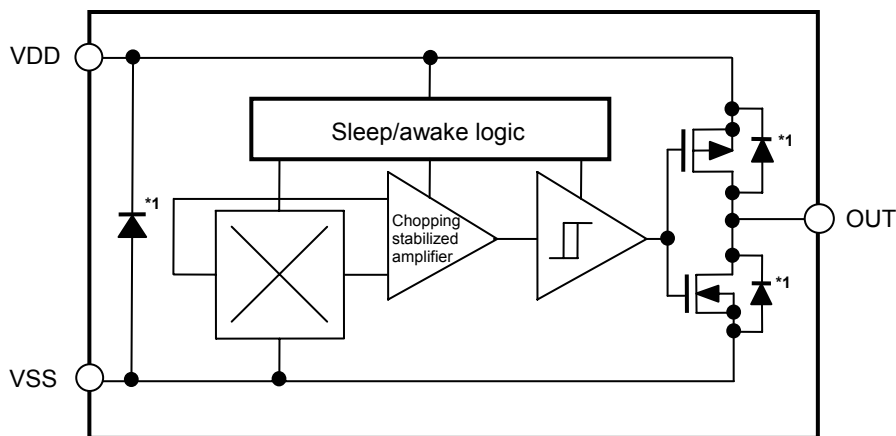 VDD
Sleep/awake logic
*1
*1
Chopping
stabilized
amplifier
OUT
*1
VSS